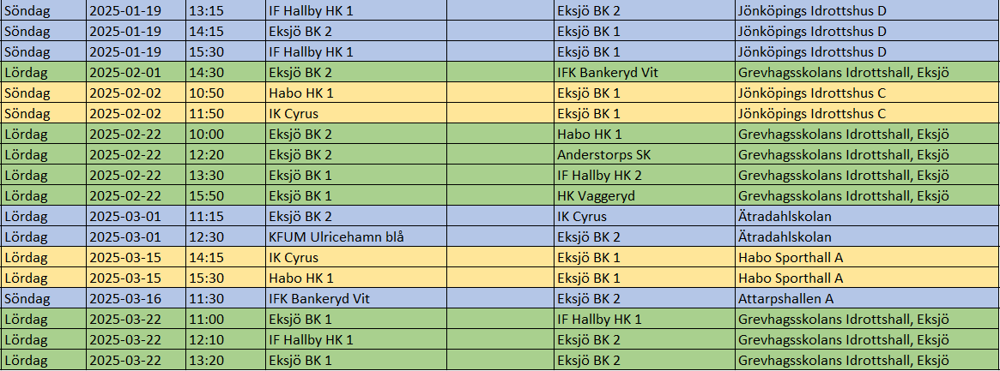 Söndag 2025-01-19 13:15 IF Hallby HK 1 Eksjö BK 2 Jönköpings Idrottshus D
Söndag 2025-01-19 14:15 Eksjö BK 2 Eksjö BK 1 Jönköpings Idrottshus D
Söndag 2025-01-19 15:30 IF Hallby HK 1 Eksjö BK 1 Jönköpings Idrottshus D
Lördag 2025-02-01 14:30 Eksjö BK 2 IFK Bankeryd Vit Grevhagsskolans Idrottshall, Eksjö
Söndag 2025-02-02 10:50 Habo HK 1 Eksjö BK 1 Jönköpings Idrottshus C
Söndag 2025-02-02 11:50 IK Cyrus Eksjö BK 1 Jönköpings Idrottshus C
Lördag 2025-02-22 10:00 Eksjö BK 2 Habo HK 1 Grevhagsskolans Idrottshall, Eksjö
Lördag 2025-02-22 12:20 Eksjö BK 2 Anderstorps SK Grevhagsskolans Idrottshall, Eksjö
Lördag 2025-02-22 13:30 Eksjö BK 1 IF Hallby HK 2 Grevhagsskolans Idrottshall, Eksjö
Lördag 2025-02-22 15:50 Eksjö BK 1 HK Vaggeryd Grevhagsskolans Idrottshall, Eksjö
Lördag 2025-03-01 11:15 Eksjö BK 2 IK Cyrus Ätradahlskolan
Lördag 2025-03-01 12:30 KFUM Ulricehamn blå Eksjö BK 2 Ätradahlskolan
Lördag 2025-03-15 14:15 IK Cyrus Eksjö BK 1 Habo Sporthall A
Lördag 2025-03-15 15:30 Habo HK 1 Eksjö BK 1 Habo Sporthall A
Söndag 2025-03-16 11:30 IFK Bankeryd Vit Eksjö BK 2 Attarpshallen A
Lördag 2025-03-22 11:00 Eksjö BK 1 IF Hallby HK 1 Grevhagsskolans Idrottshall, Eksjö
Lördag 2025-03-22 12:10 IF Hallby HK 1 Eksjö BK 2 Grevhagsskolans Idrottshall, Eksjö
Lördag 2025-03-22 13:20 Eksjö BK 1 Eksjö BK 2 Grevhagsskolans Idrottshall, Eksjö